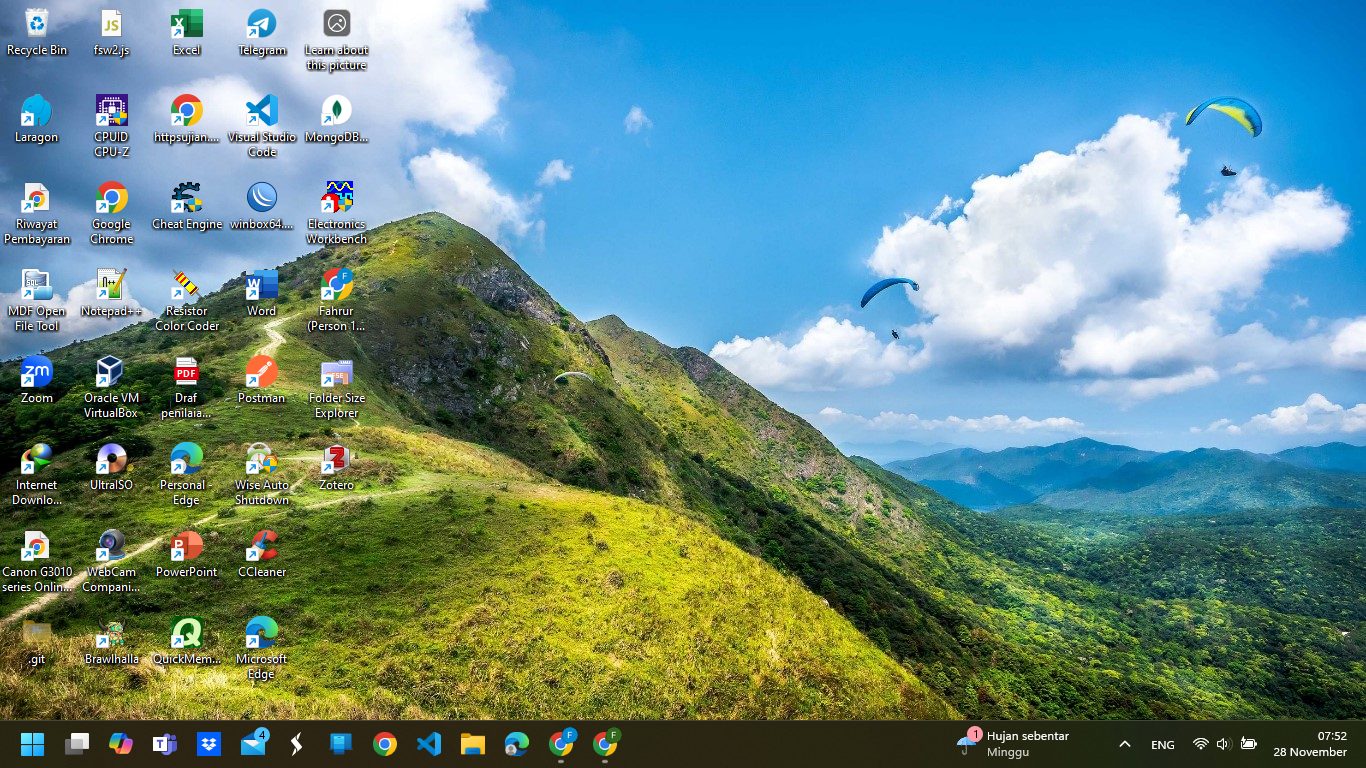 Recycle Bin
fsw2.js
Excel
Telegram
Learn about
this picture
Laragon
CPUID
CPU-Z
httpsujian....
Visual Studio
Code
MongoDB...
Riwayat
Pembayaran
Google
Chrome
Cheat Engine
winbox64....
Electronics
Workbench
MDF Open
File Tool
Notepad++
Resistor
Color Coder
Word
Fahrur
(Person 1...
Zoom
Oracle VM
VirtualBox
Draf
penilaia...
Postman
Folder Size
Explorer
Internet
Downlo...
UltraISO
Personal -
Edge
Wise Auto
Shutdown
Zotero
Canon G3010
series Onlin...
WebCam
Compani...
PowerPoint
CCleaner
.git
Brawlhalla
QuickMem...
Microsoft
Edge
4
F
F
1
Hujan sebentar
Minggu
ENG
07:52
28 November